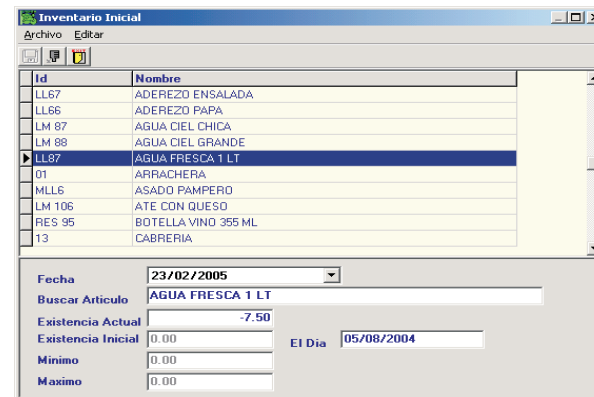 Inventario Inicial
Archivo Editar
Id Nombre
LL67 ADEREZO ENSALADA
LL66 ADEREZO PAPA
LM 87 AGUA CIEL CHICA
LM 88 AGUA CIEL GRANDE
LL87 AGUA FRESCA 1 LT
01 ARRACHERA
MLL6 ASADO PAMPERO
LM 106 ATE CON QUESO
RES 95 BOTELLA VINO 355 ML
13 CABRERIA
Fecha 23/02/2005
Buscar Articulo AGUA FRESCA 1 LT
Existencia Actual -7.50
Existencia Inicial 0.00 El Dia 05/08/2004
Minimo 0.00
Maximo 0.00